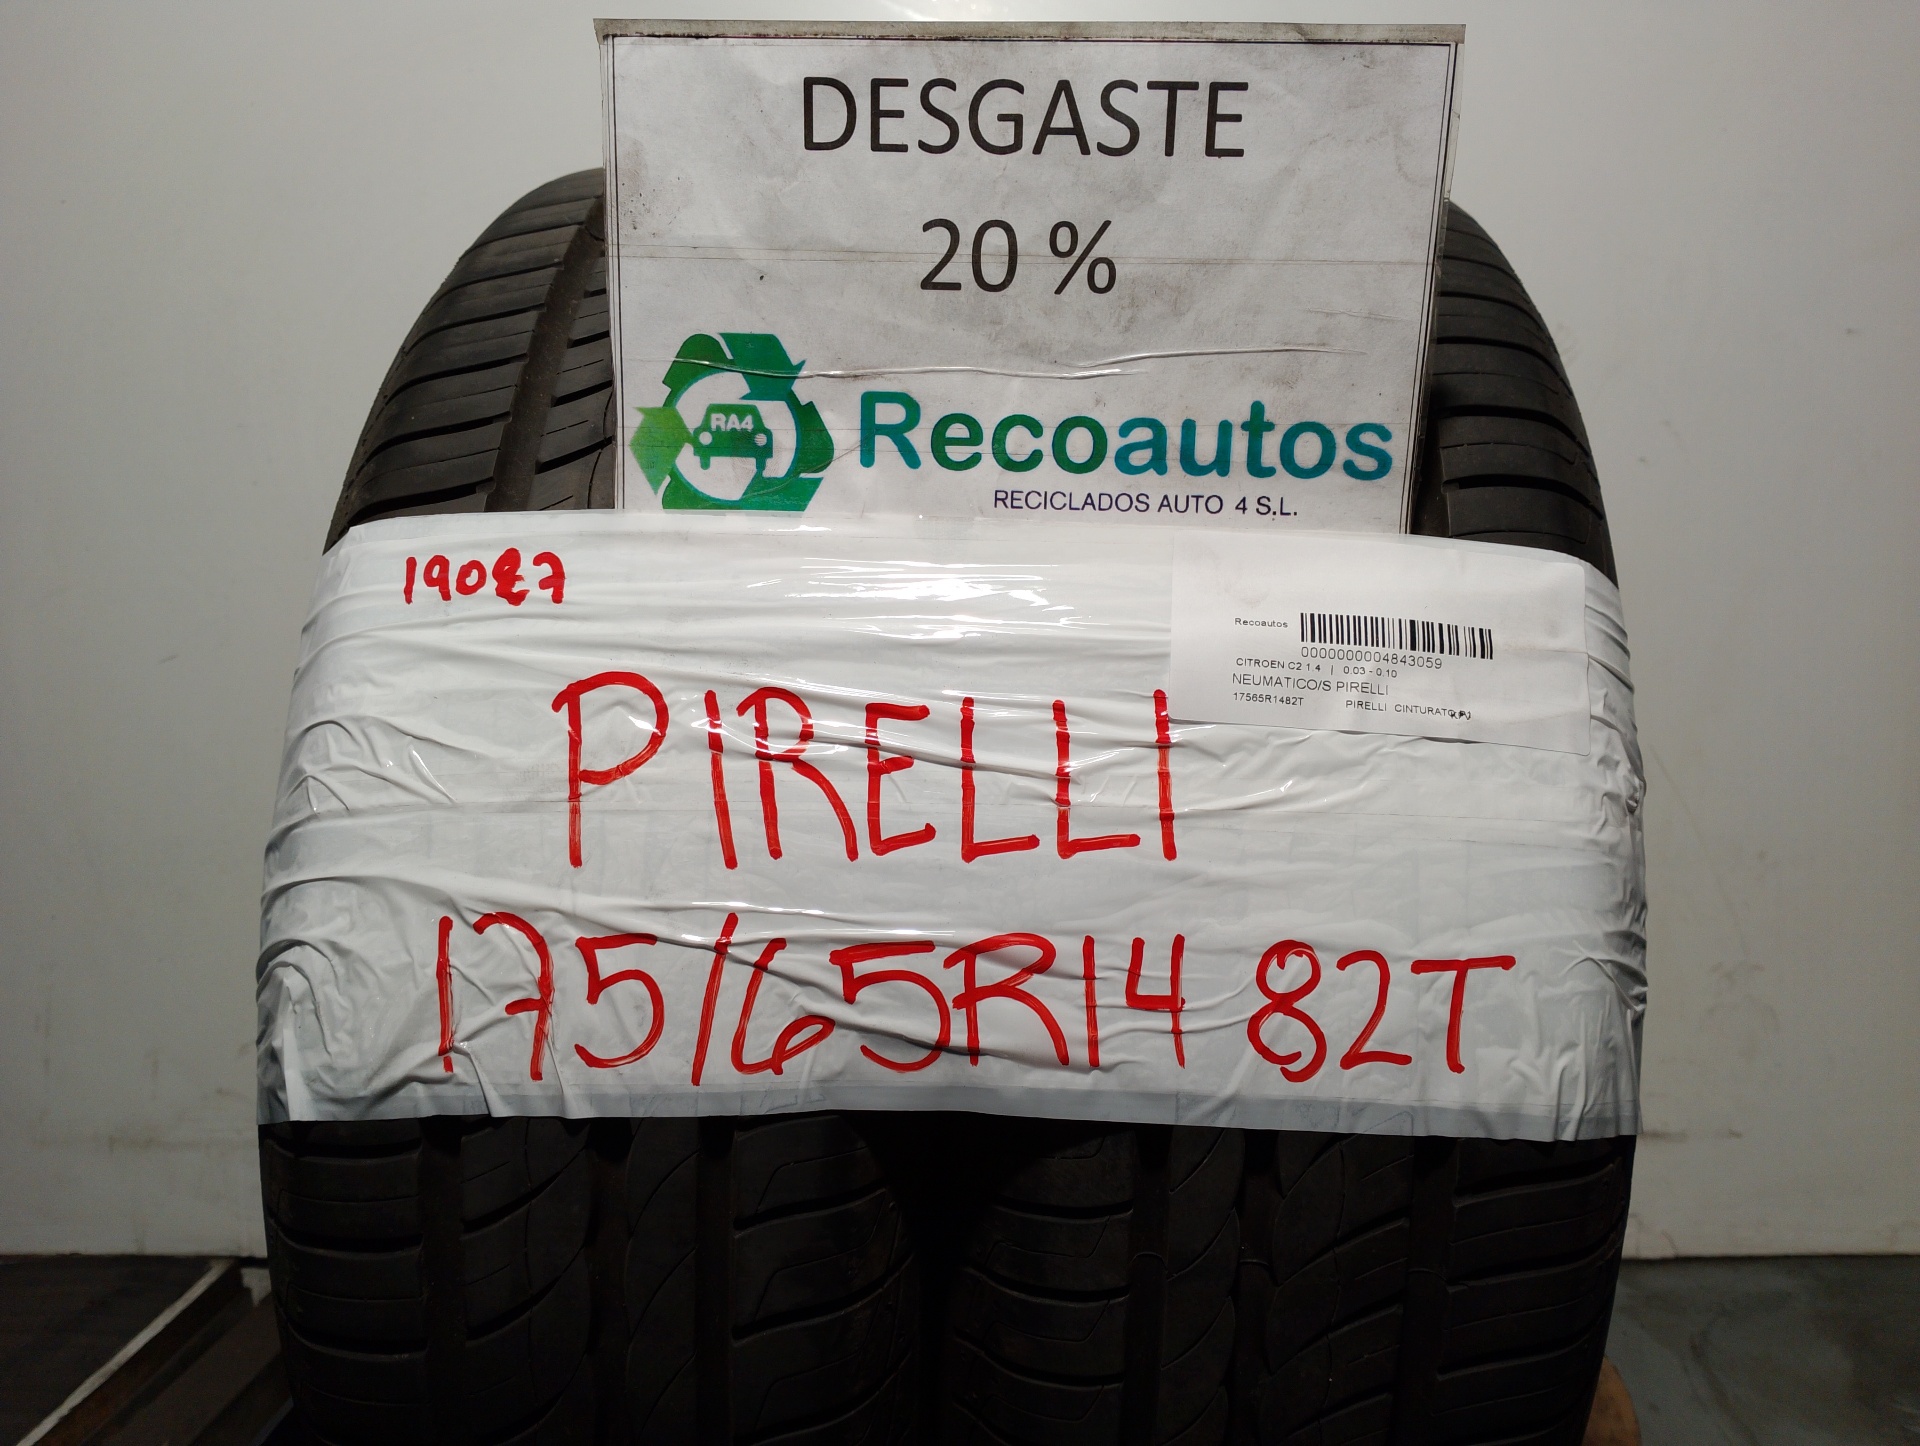 DESGASTE
20 %
RA4
Recoautos
RECICLADOS AUTO 4 S.L.
19027
Recoautos
0000000004843059
CITROEN C2 1.4 | 0.03 - 0.10
NEUMATICO/S PIRELLI
17565R1482T PIRELLI CINTURATO
PIRELLI
175/65R14 82T